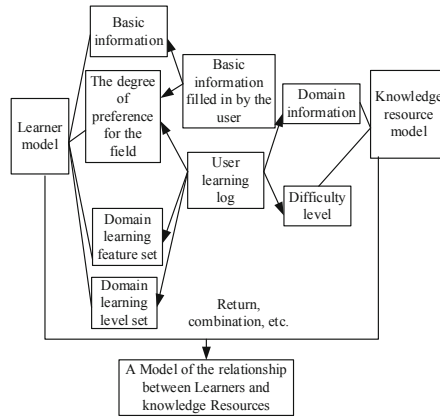 Basic
information
The degree of
preference
for the
field
Learner
model
Basic
information
filled in by the
user
Domain
information
Knowledge
resource
model
User
learning
log
Difficulty
level
Domain
learning
feature set
Domain
learning
level set
Return,
combination, etc.
A Model of the relationship
between Learners and
knowledge Resources